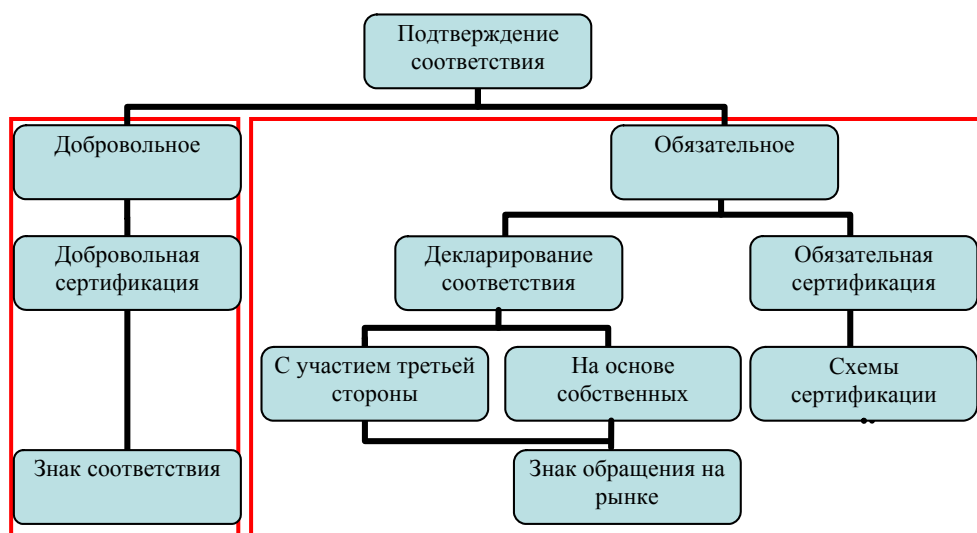 Подтверждение
соответствия
Добровольное
Обязательное
Добровольная
сертификация
Декларирование
соответствия
Обязательная
сертификация
С участием третьей
стороны
На основе
собственных
Схемы
сертификации
Знак соответствия
Знак обращения на
рынке